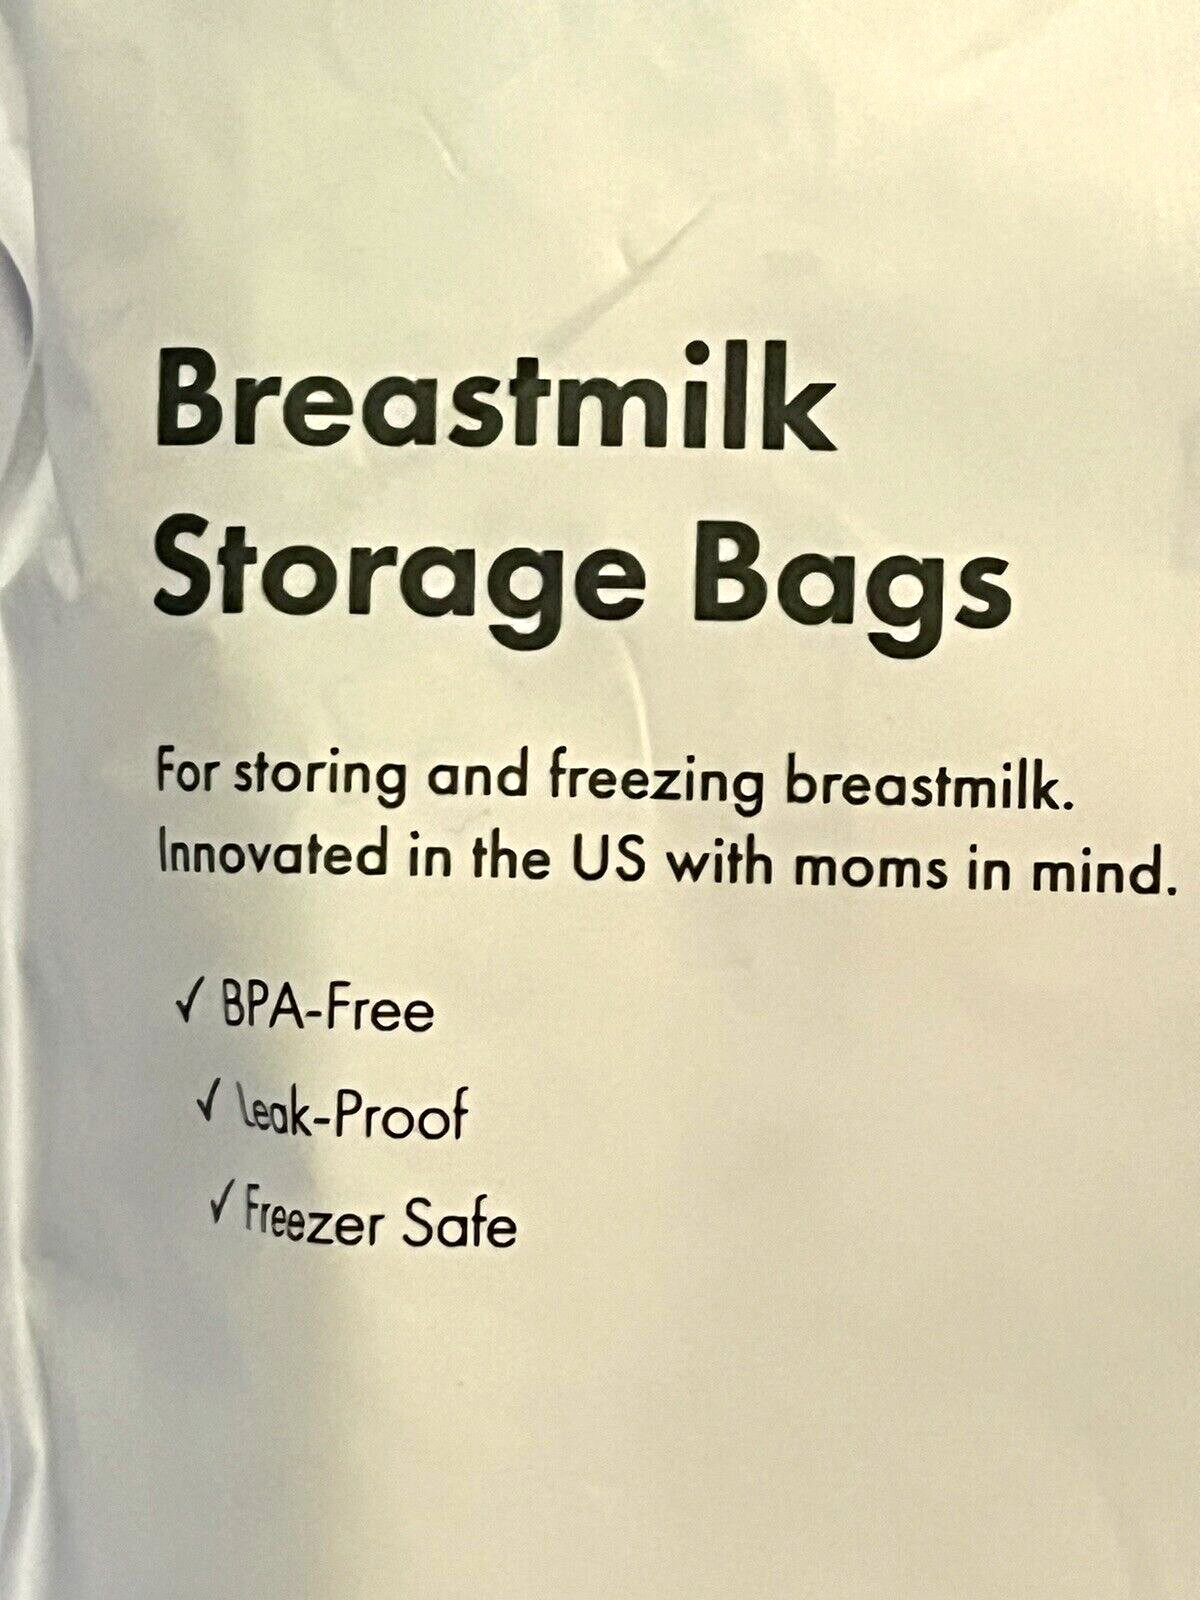 Breastmilk
Storage Bags
For storing and freezing breastmilk.
Innovated in the US with moms in mind.
✓ BPA-Free
✓ Leak-Proof
✓ Freezer Safe